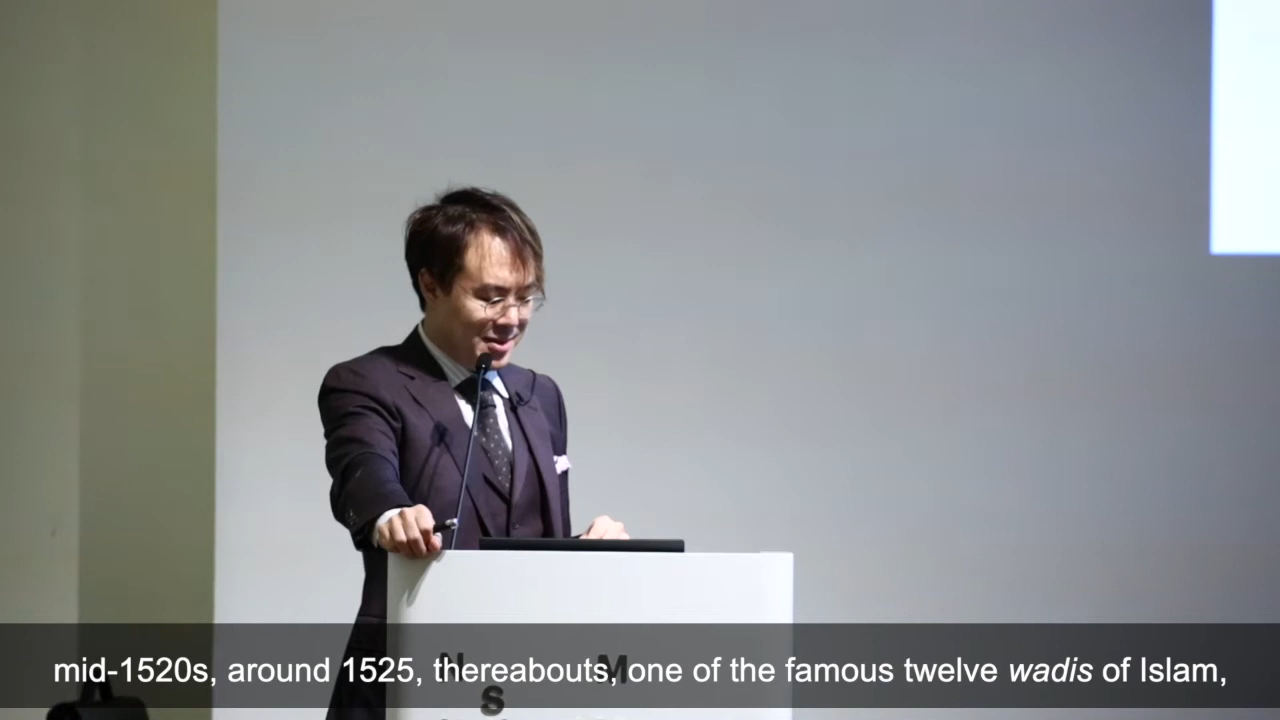 mid-1520s, around 1525, thereabouts, one of the famous twelve wadis of Islam,
N M
S